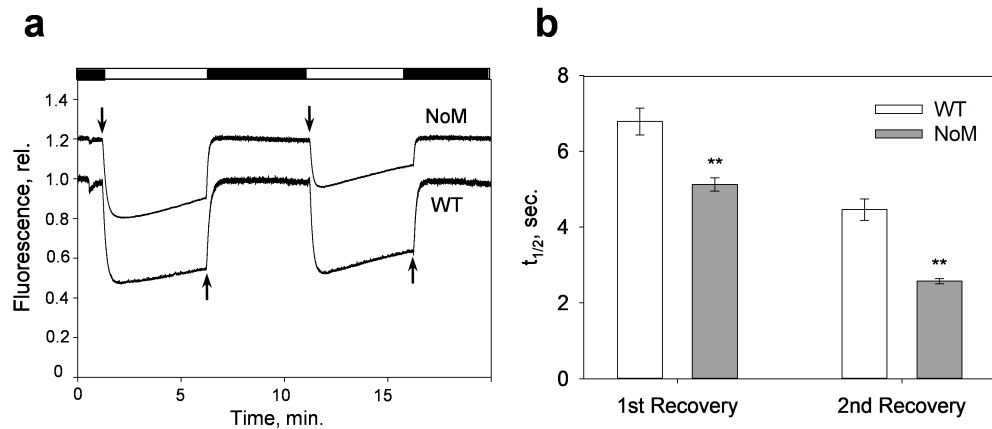 a
Fluorescence, rel.
1.4
1.2
1.0
0.8
0.6
0.4
0.2
0
NoM
WT
0 5 10 15
Time, min.
b
t1/2, sec.
8
6
4
2
0
WT
NoM
**
**
1st Recovery 2nd Recovery